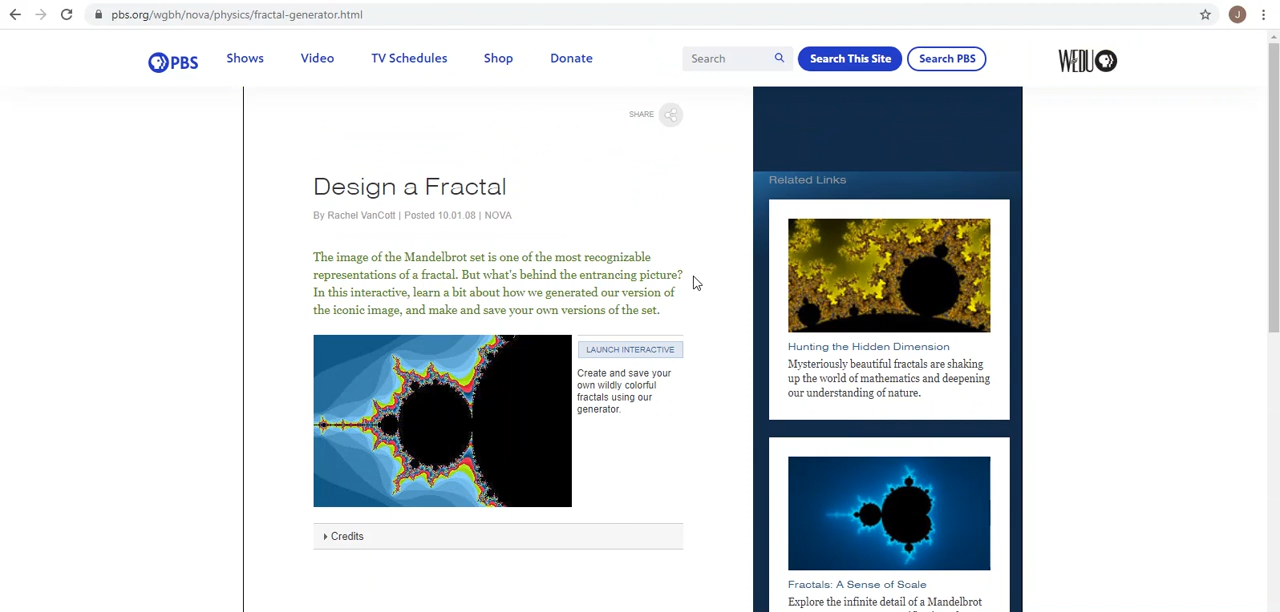 pbs.org/wgbh/nova/physics/fractal-generator.html
J
PBS
Shows
Video
TV Schedules
Shop
Donate
Search
Search This Site
Search PBS
WEDU
SHARE
Design a Fractal
By Rachel VanCott | Posted 10.01.08 | NOVA
The image of the Mandelbrot set is one of the most recognizable
representations of a fractal. But what's behind the entrancing picture?
In this interactive, learn a bit about how we generated our version of
the iconic image, and make and save your own versions of the set.
LAUNCH INTERACTIVE
Create and save your
own wildly colorful
fractals using our
generator.
Credits
Related Links
Hunting the Hidden Dimension
Mysteriously beautiful fractals are shaking
up the world of mathematics and deepening
our understanding of nature.
Fractals: A Sense of Scale
Explore the infinite detail of a Mandelbrot